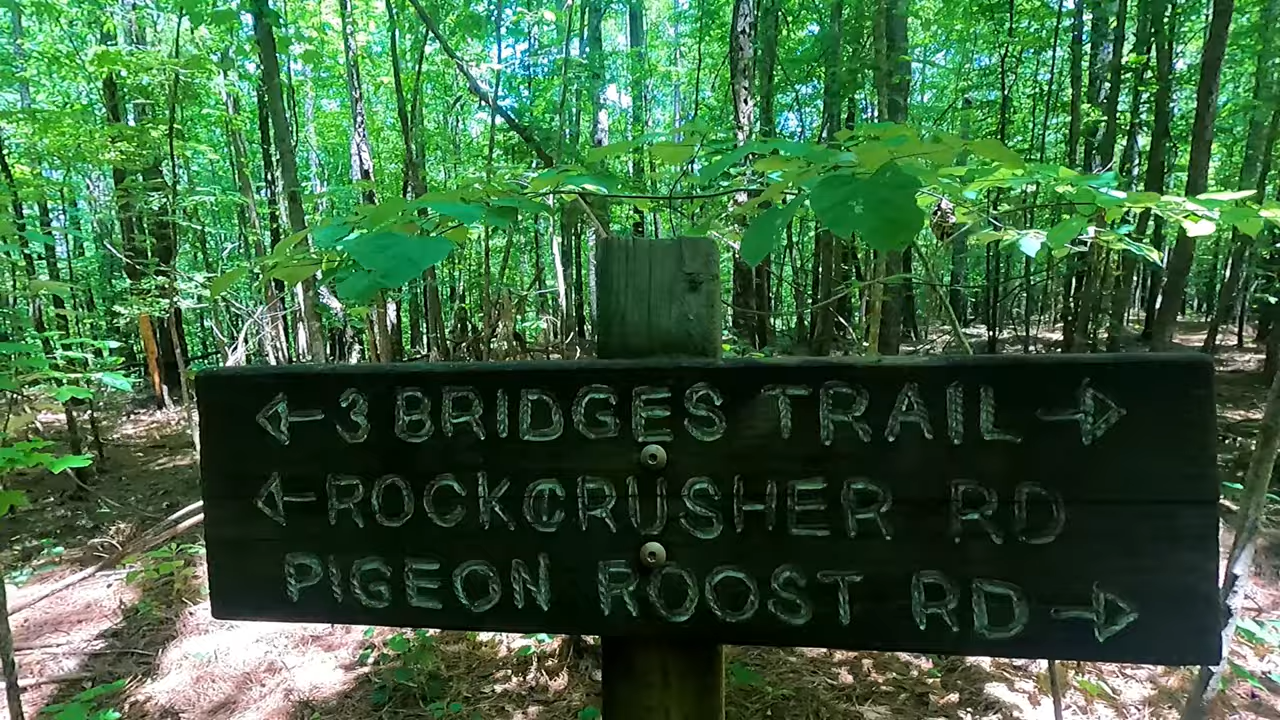 ←3 BRIDGES TRAIL→
←ROCKCRUSHER RD
PIGEON ROOST RD→